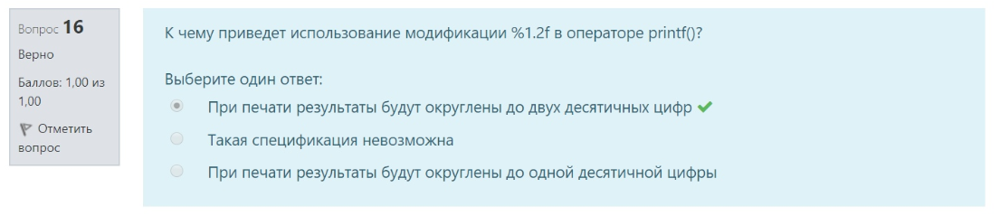 Вопрос 16
Верно
Баллов: 1,00 из
1,00
Отметить
вопрос
К чему приведет использование модификации %1.2f в операторе printf()?
Выберите один ответ:
При печати результаты будут округлены до двух десятичных цифр
Такая спецификация невозможна
При печати результаты будут округлены до одной десятичной цифры